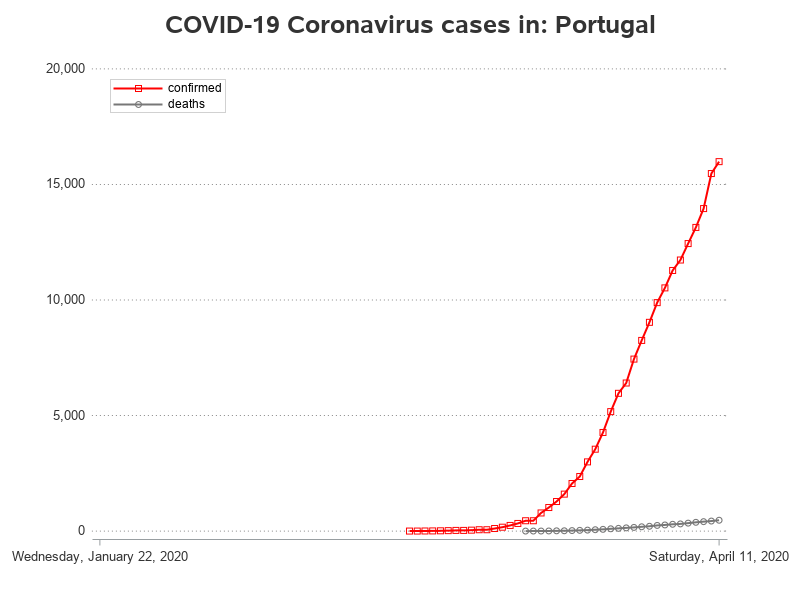 COVID-19 Coronavirus cases in: Portugal
20,000
confirmed
deaths
15,000
10,000
5,000
0
Wednesday, January 22, 2020
Saturday, April 11, 2020